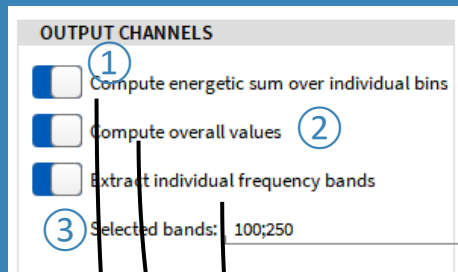 OUTPUT CHANNELS
①
Compute energetic sum over individual bins
Compute overall values ②
Extract individual frequency bands
③ Selected bands: 100;250